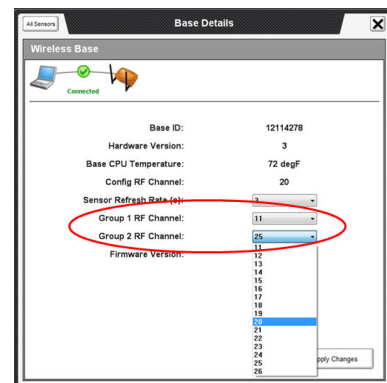 All Sensors
Base Details
X
Wireless Base
Connected
Base ID: 12114278
Hardware Version: 3
Base CPU Temperature: 72 degF
Config RF Channel: 20
Sensor Refresh Rate (s):
Group 1 RF Channel: 11
Group 2 RF Channel: 25
Firmware Version:
11
12
13
14
15
16
17
18
19
20
21
22
23
24
25
26
Changes